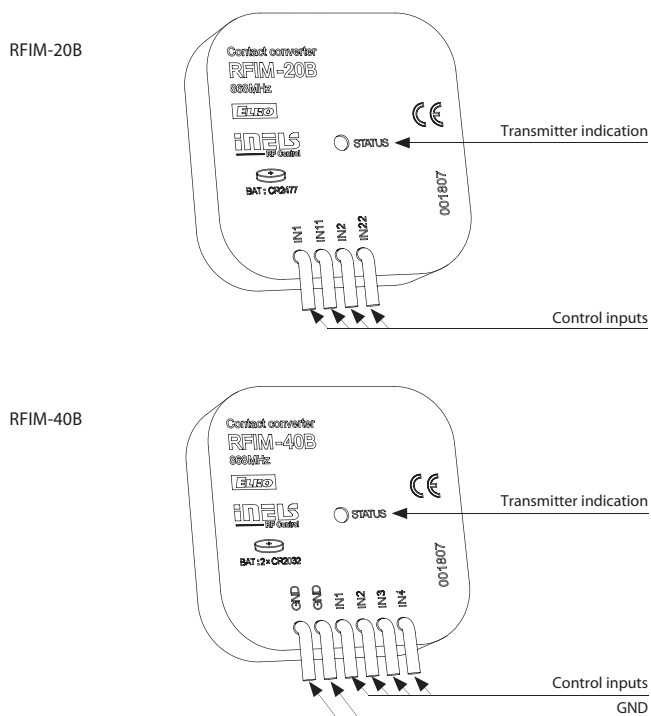 RFIM-20B
Contact converter
RFIM-20B
868MHz
ELKO
iNELS
RF Control
BAT : CR2477
STATUS
Transmitter indication
001807
IN1
IN11
IN2
IN22
Control inputs
RFIM-40B
Contact converter
RFIM-40B
868MHz
ELKO
iNELS
RF Control
BAT :2×CR2032
STATUS
Transmitter indication
001807
GND
GND
IN1
IN2
IN3
IN4
Control inputs
GND